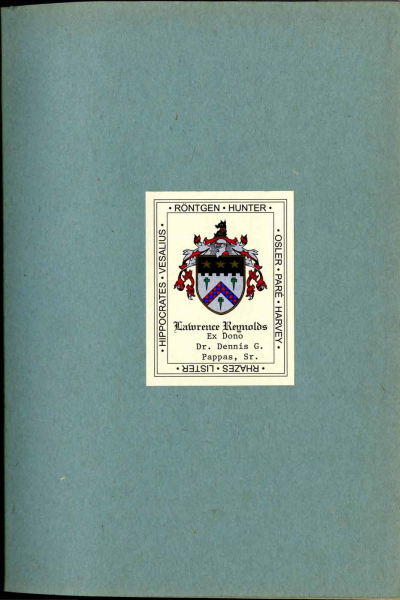 • RÖNTGEN • HUNTER •
• OSLER • PARÉ • HARVEY •
• RHAZES • LISTER •
• HIPPOCRATES • VESALIUS •
Lawrence Reynolds
Ex Dono
Dr. Dennis G.
Pappas, Sr.